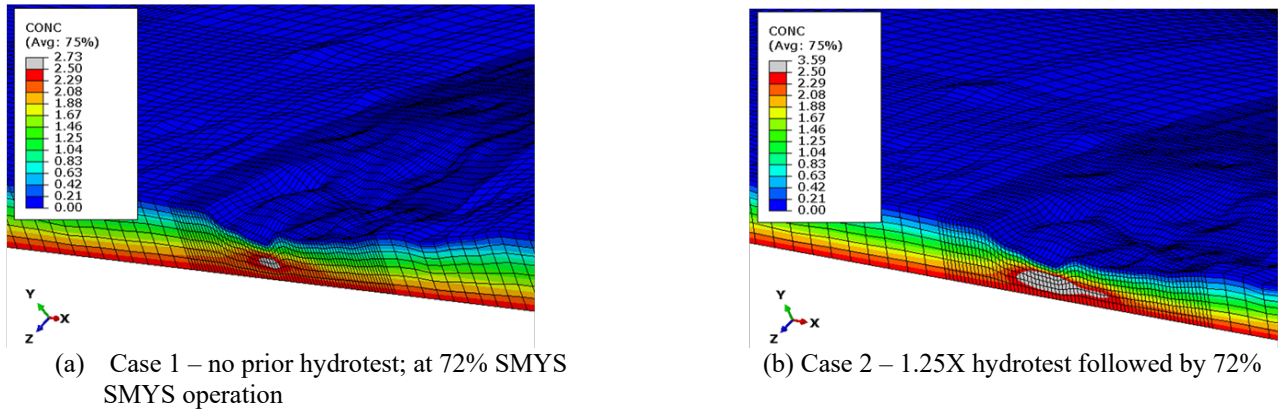 CONC
(Avg: 75%)
2.73
2.50
2.29
2.08
1.88
1.67
1.46
1.25
1.04
0.83
0.63
0.42
0.21
0.00
Y
X
Z
(a) Case 1 – no prior hydrotest; at 72% SMYS
SMYS operation
CONC
(Avg: 75%)
3.59
2.50
2.29
2.08
1.88
1.67
1.46
1.25
1.04
0.83
0.63
0.42
0.21
0.00
Y
X
Z
(b) Case 2 – 1.25X hydrotest followed by 72%